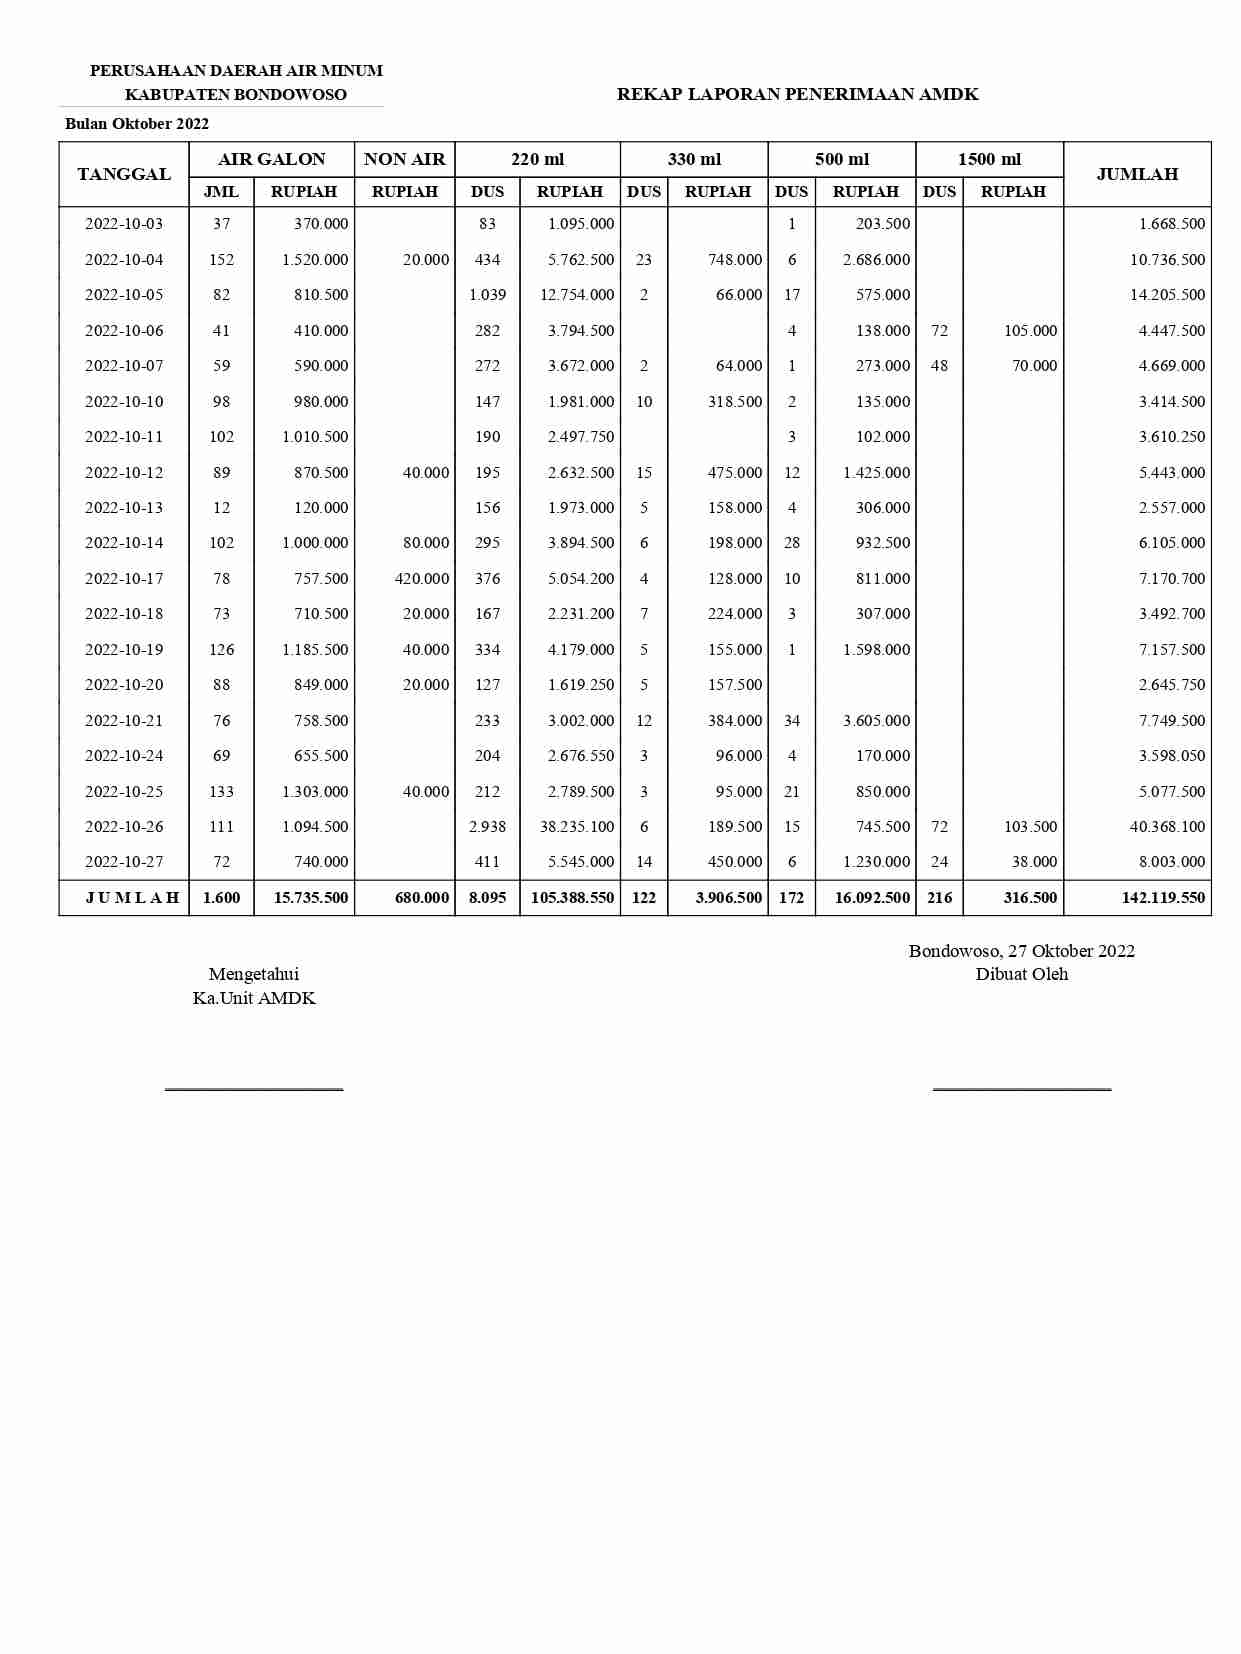 PERUSAHAAN DAERAH AIR MINUM
KABUPATEN BONDOWOSO
REKAP LAPORAN PENERIMAAN AMDK
Bulan Oktober 2022
TANGGAL AIR GALON NON AIR 220 ml 330 ml 500 ml 1500 ml JUMLAH
JML RUPIAH RUPIAH DUS RUPIAH DUS RUPIAH DUS RUPIAH DUS RUPIAH
2022-10-03 37 370.000 83 1.095.000 1 203.500 1.668.500
2022-10-04 152 1.520.000 20.000 434 5.762.500 23 748.000 6 2.686.000 10.736.500
2022-10-05 82 810.500 1.039 12.754.000 2 66.000 17 575.000 14.205.500
2022-10-06 41 410.000 282 3.794.500 4 138.000 72 105.000 4.447.500
2022-10-07 59 590.000 272 3.672.000 2 64.000 1 273.000 48 70.000 4.669.000
2022-10-10 98 980.000 147 1.981.000 10 318.500 2 135.000 3.414.500
2022-10-11 102 1.010.500 190 2.497.750 3 102.000 3.610.250
2022-10-12 89 870.500 40.000 195 2.632.500 15 475.000 12 1.425.000 5.443.000
2022-10-13 12 120.000 156 1.973.000 5 158.000 4 306.000 2.557.000
2022-10-14 102 1.000.000 80.000 295 3.894.500 6 198.000 28 932.500 6.105.000
2022-10-17 78 757.500 420.000 376 5.054.200 4 128.000 10 811.000 7.170.700
2022-10-18 73 710.500 20.000 167 2.231.200 7 224.000 3 307.000 3.492.700
2022-10-19 126 1.185.500 40.000 334 4.179.000 5 155.000 1 1.598.000 7.157.500
2022-10-20 88 849.000 20.000 127 1.619.250 5 157.500 2.645.750
2022-10-21 76 758.500 233 3.002.000 12 384.000 34 3.605.000 7.749.500
2022-10-24 69 655.500 204 2.676.550 3 96.000 4 170.000 3.598.050
2022-10-25 133 1.303.000 40.000 212 2.789.500 3 95.000 21 850.000 5.077.500
2022-10-26 111 1.094.500 2.938 38.235.100 6 189.500 15 745.500 72 103.500 40.368.100
2022-10-27 72 740.000 411 5.545.000 14 450.000 6 1.230.000 24 38.000 8.003.000
J U M L A H 1.600 15.735.500 680.000 8.095 105.388.550 122 3.906.500 172 16.092.500 216 316.500 142.119.550
Bondowoso, 27 Oktober 2022
Mengetahui Dibuat Oleh
Ka.Unit AMDK